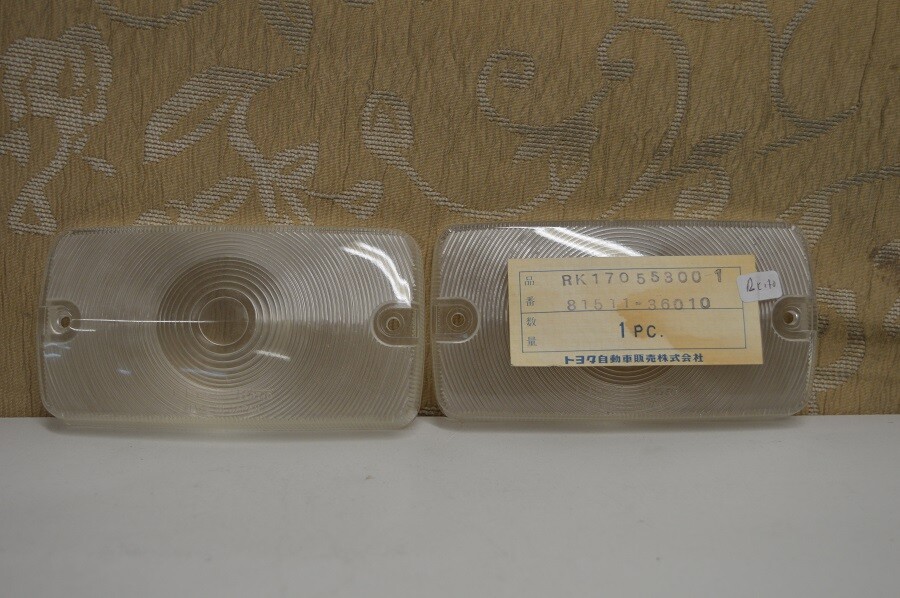 品番 RK17055300 1
81511-36010
数量 1 PC.
トヨタ自動車販売株式会社